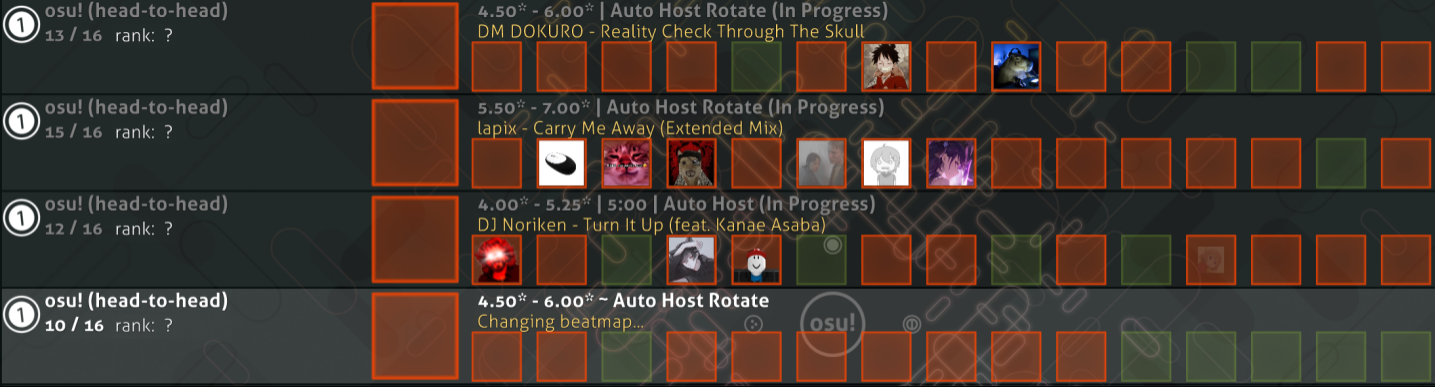 osu! (head-to-head)
13 / 16 rank: ?
4.50* - 6.00* | Auto Host Rotate (In Progress)
DM DOKURO - Reality Check Through The Skull
osu! (head-to-head)
15 / 16 rank: ?
5.50* - 7.00* | Auto Host Rotate (In Progress)
lapix - Carry Me Away (Extended Mix)
osu! (head-to-head)
12 / 16 rank: ?
4.00* - 5.25* | 5:00 | Auto Host (In Progress)
DJ Noriken - Turn It Up (feat. Kanae Asaba)
osu! (head-to-head)
10 / 16 rank: ?
4.50* - 6.00* ~ Auto Host Rotate
Changing beatmap...
osu!